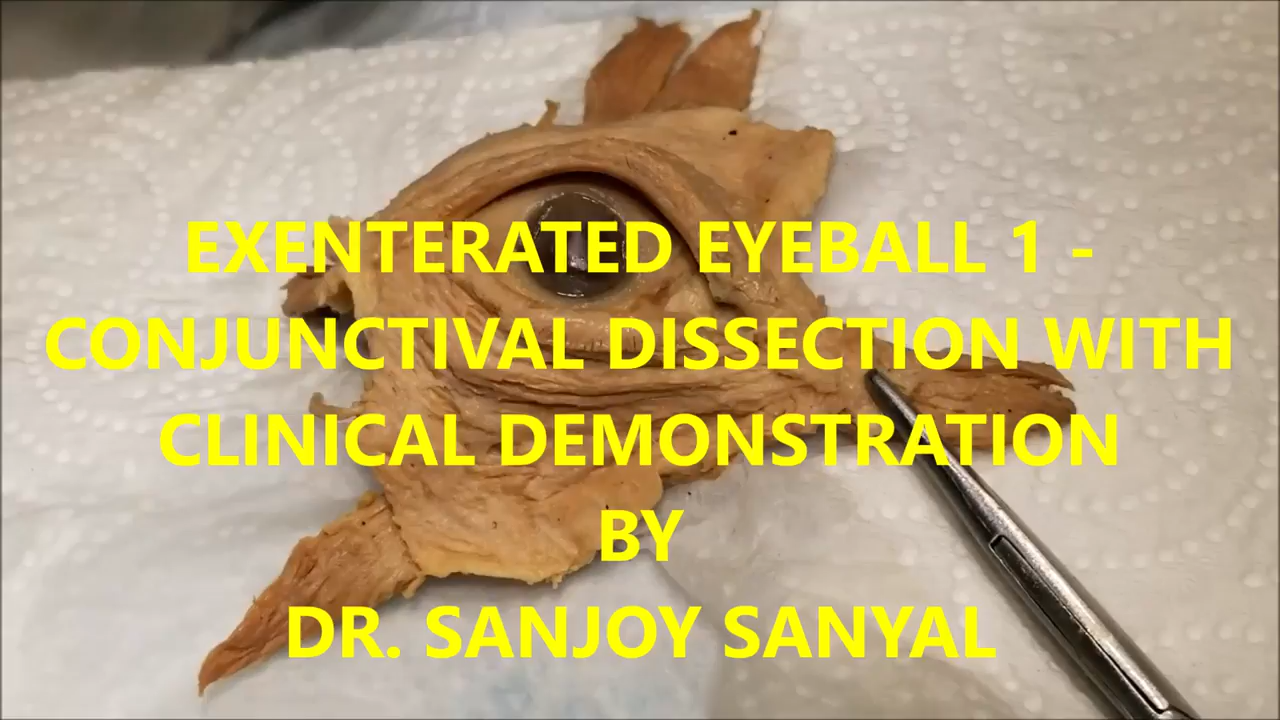 EXENTERATED EYEBALL 1 -
CONJUNCTIVAL DISSECTION WITH
CLINICAL DEMONSTRATION
BY
DR. SANJOY SANYAL